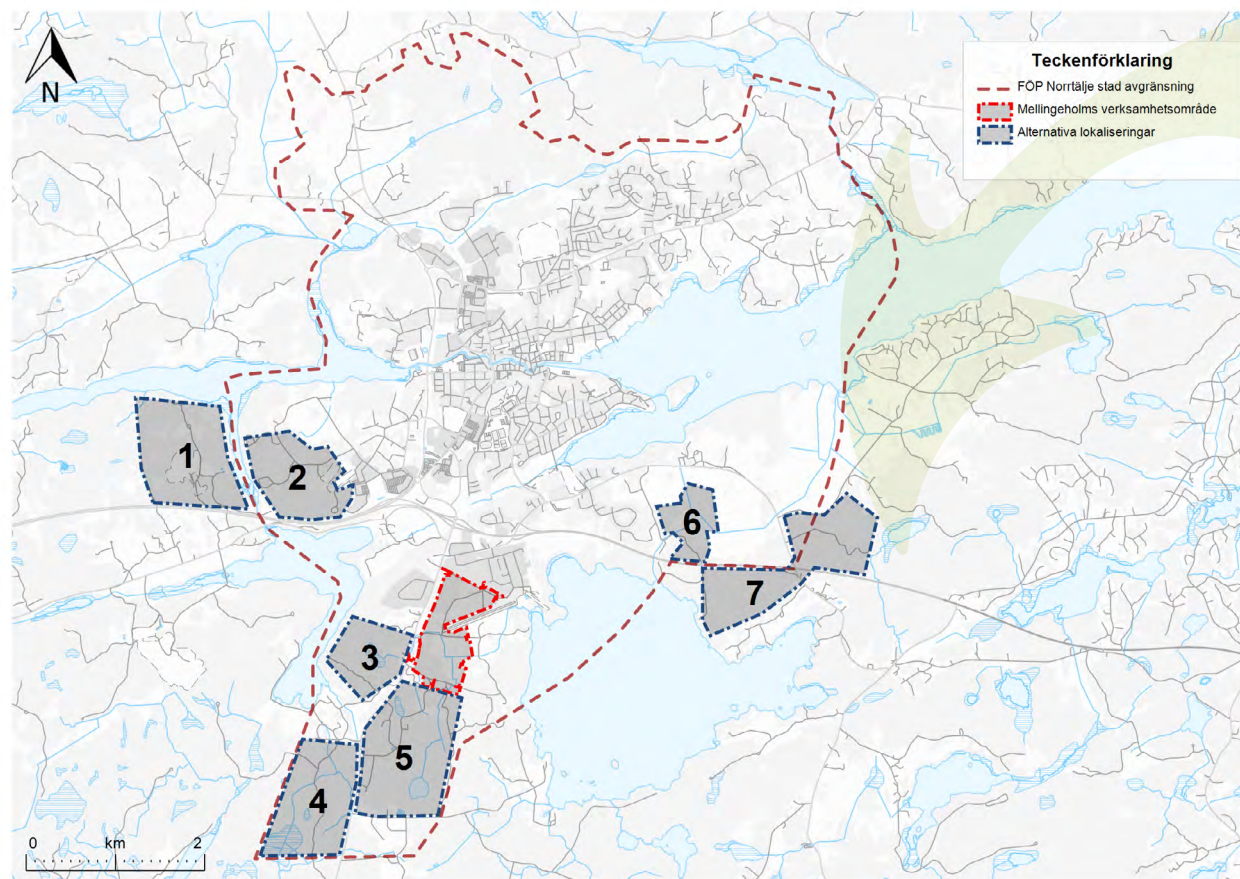 N
Teckenförklaring
FÖP Norrtälje stad avgränsning
Mellingeholms verksamhetsområde
Alternativa lokaliseringar
1
2
6
7
3
5
4
0 km 2